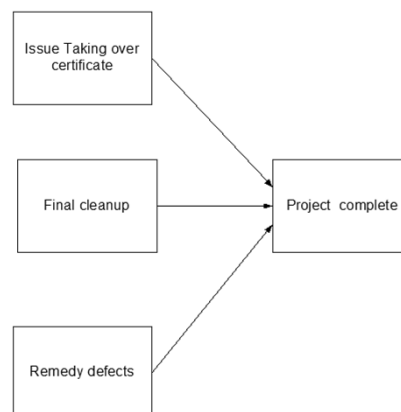 Issue Taking over
certificate
Final cleanup
Project complete
Remedy defects